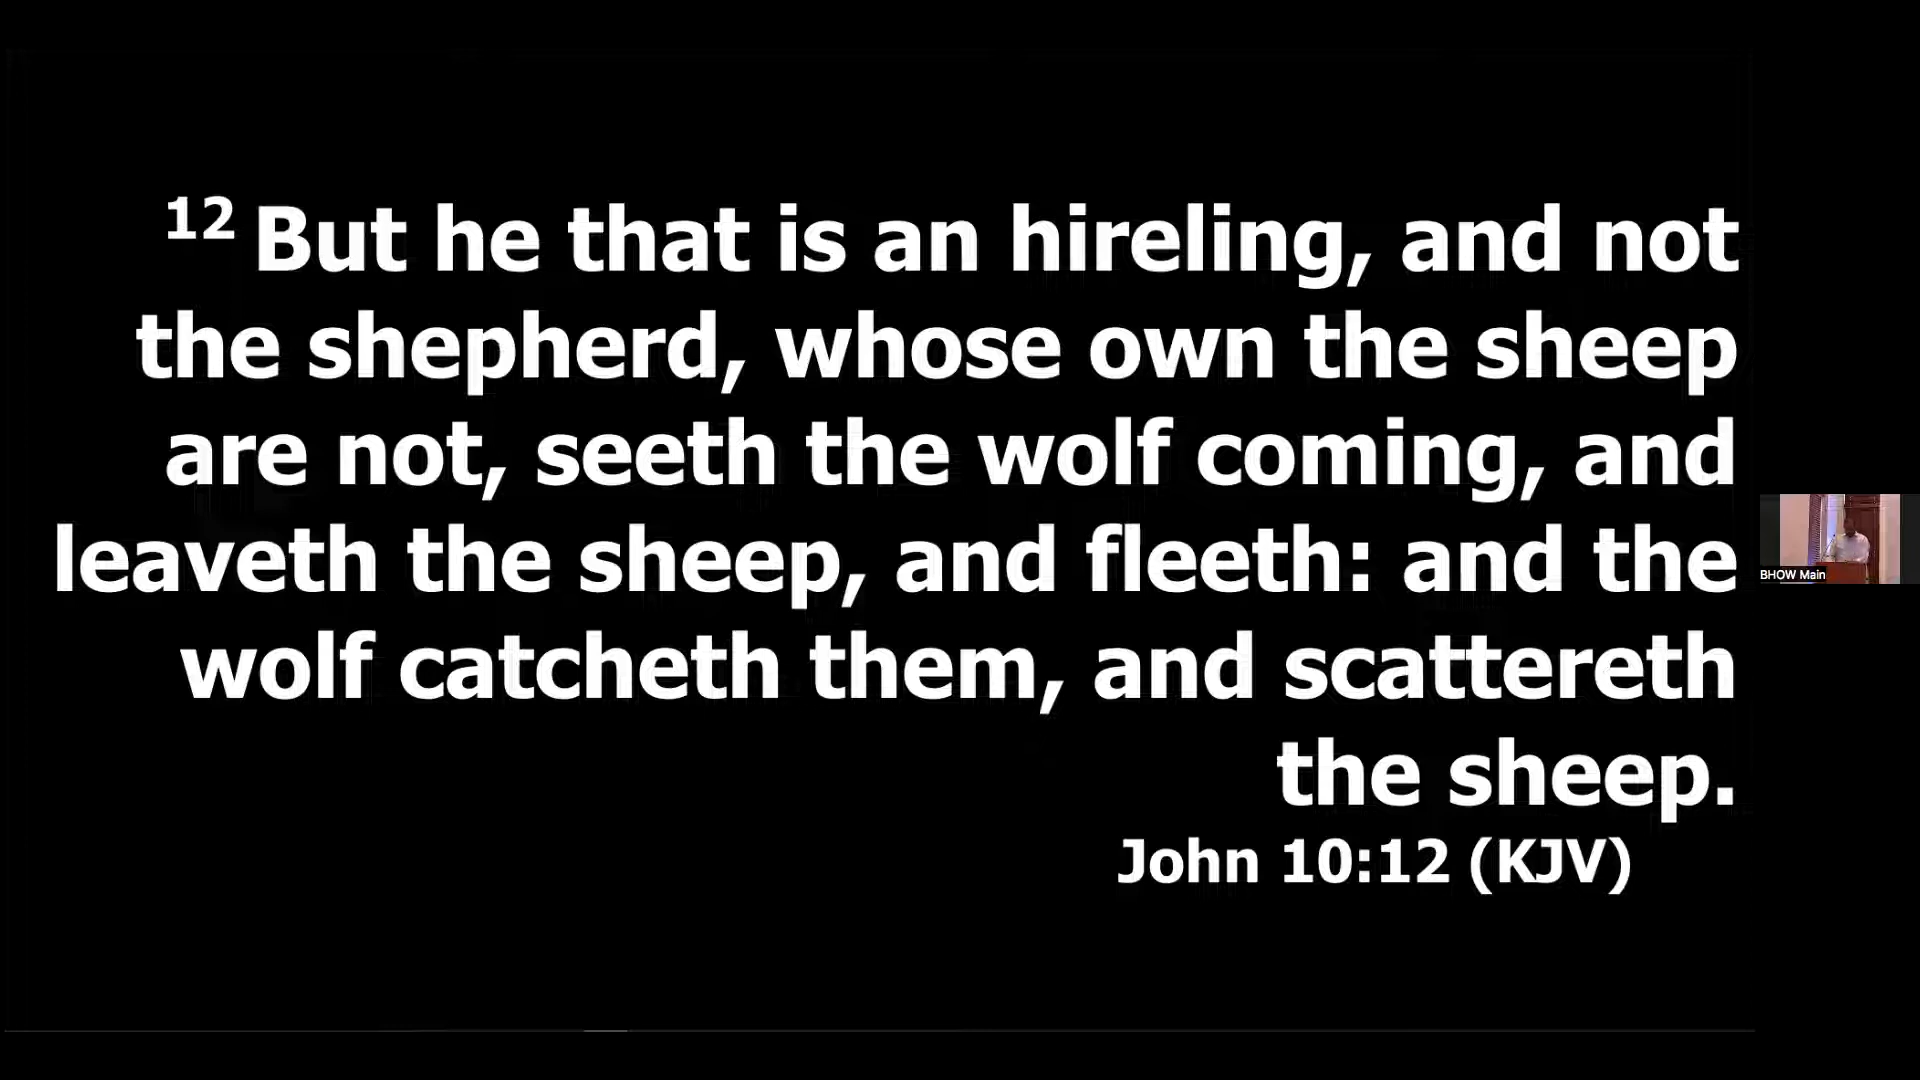 12 But he that is an hireling, and not
the shepherd, whose own the sheep
are not, seeth the wolf coming, and
leaveth the sheep, and fleeth: and the
wolf catcheth them, and scattereth
the sheep.
John 10:12 (KJV)
BHOW Main